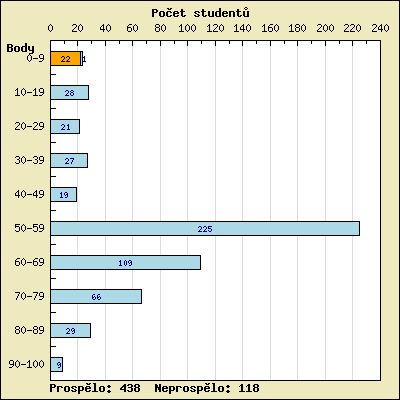 Počet studentů
0 20 40 60 80 100 120 140 160 180 200 220 240
Body
0-9 22 1
10-19 28
20-29 21
30-39 27
40-49 19
50-59 225
60-69 109
70-79 66
80-89 29
90-100 9
Prospělo: 438 Neprospělo: 118